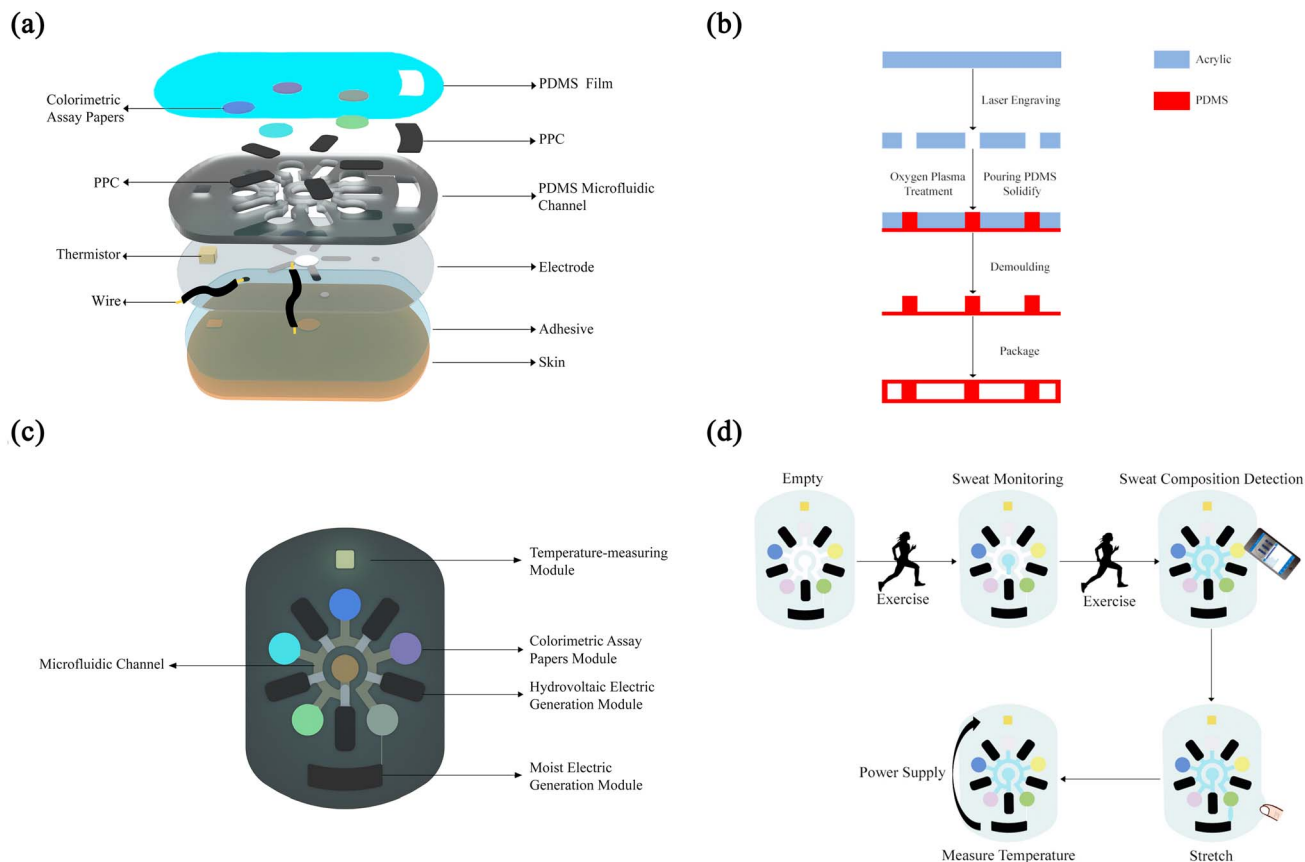 (a)
PDMS Film
Colorimetric
Assay Papers
PPC
PPC
PDMS Microfluidic
Channel
Thermistor
Electrode
Wire
Adhesive
Skin
(b)
Acrylic
PDMS
Laser Engraving
Oxygen Plasma
Treatment
Pouring PDMS
Solidify
Demoulding
Package
(c)
Temperature-measuring
Module
Colorimetric Assay
Papers Module
Microfluidic Channel
Hydrovoltaic Electric
Generation Module
Moist Electric
Generation Module
(d)
Empty
Sweat Monitoring
Sweat Composition Detection
Exercise
Exercise
Power Supply
Measure Temperature
Stretch